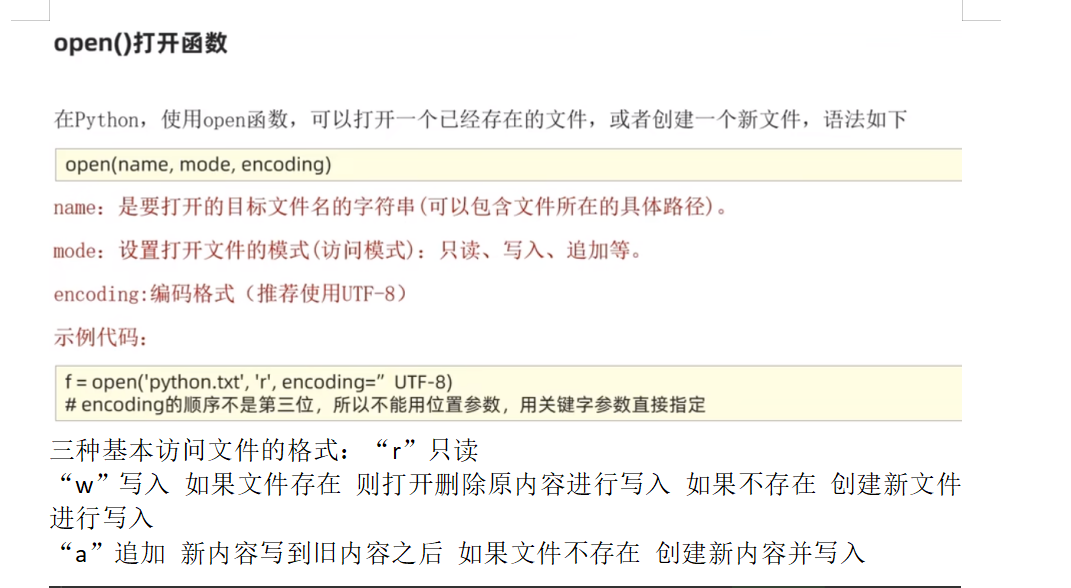 open()打开函数
在Python，使用open函数，可以打开一个已经存在的文件，或者创建一个新文件，语法如下
open(name, mode, encoding)
name：是要打开的目标文件名的字符串(可以包含文件所在的具体路径)。
mode：设置打开文件的模式(访问模式)：只读、写入、追加等。
encoding:编码格式（推荐使用UTF-8）
示例代码：
f = open('python.txt', 'r', encoding=”UTF-8)
# encoding的顺序不是第三位，所以不能用位置参数，用关键字参数直接指定
三种基本访问文件的格式：“r”只读
“w”写入 如果文件存在 则打开删除原内容进行写入 如果不存在 创建新文件
进行写入
“a”追加 新内容写到旧内容之后 如果文件不存在 创建新内容并写入